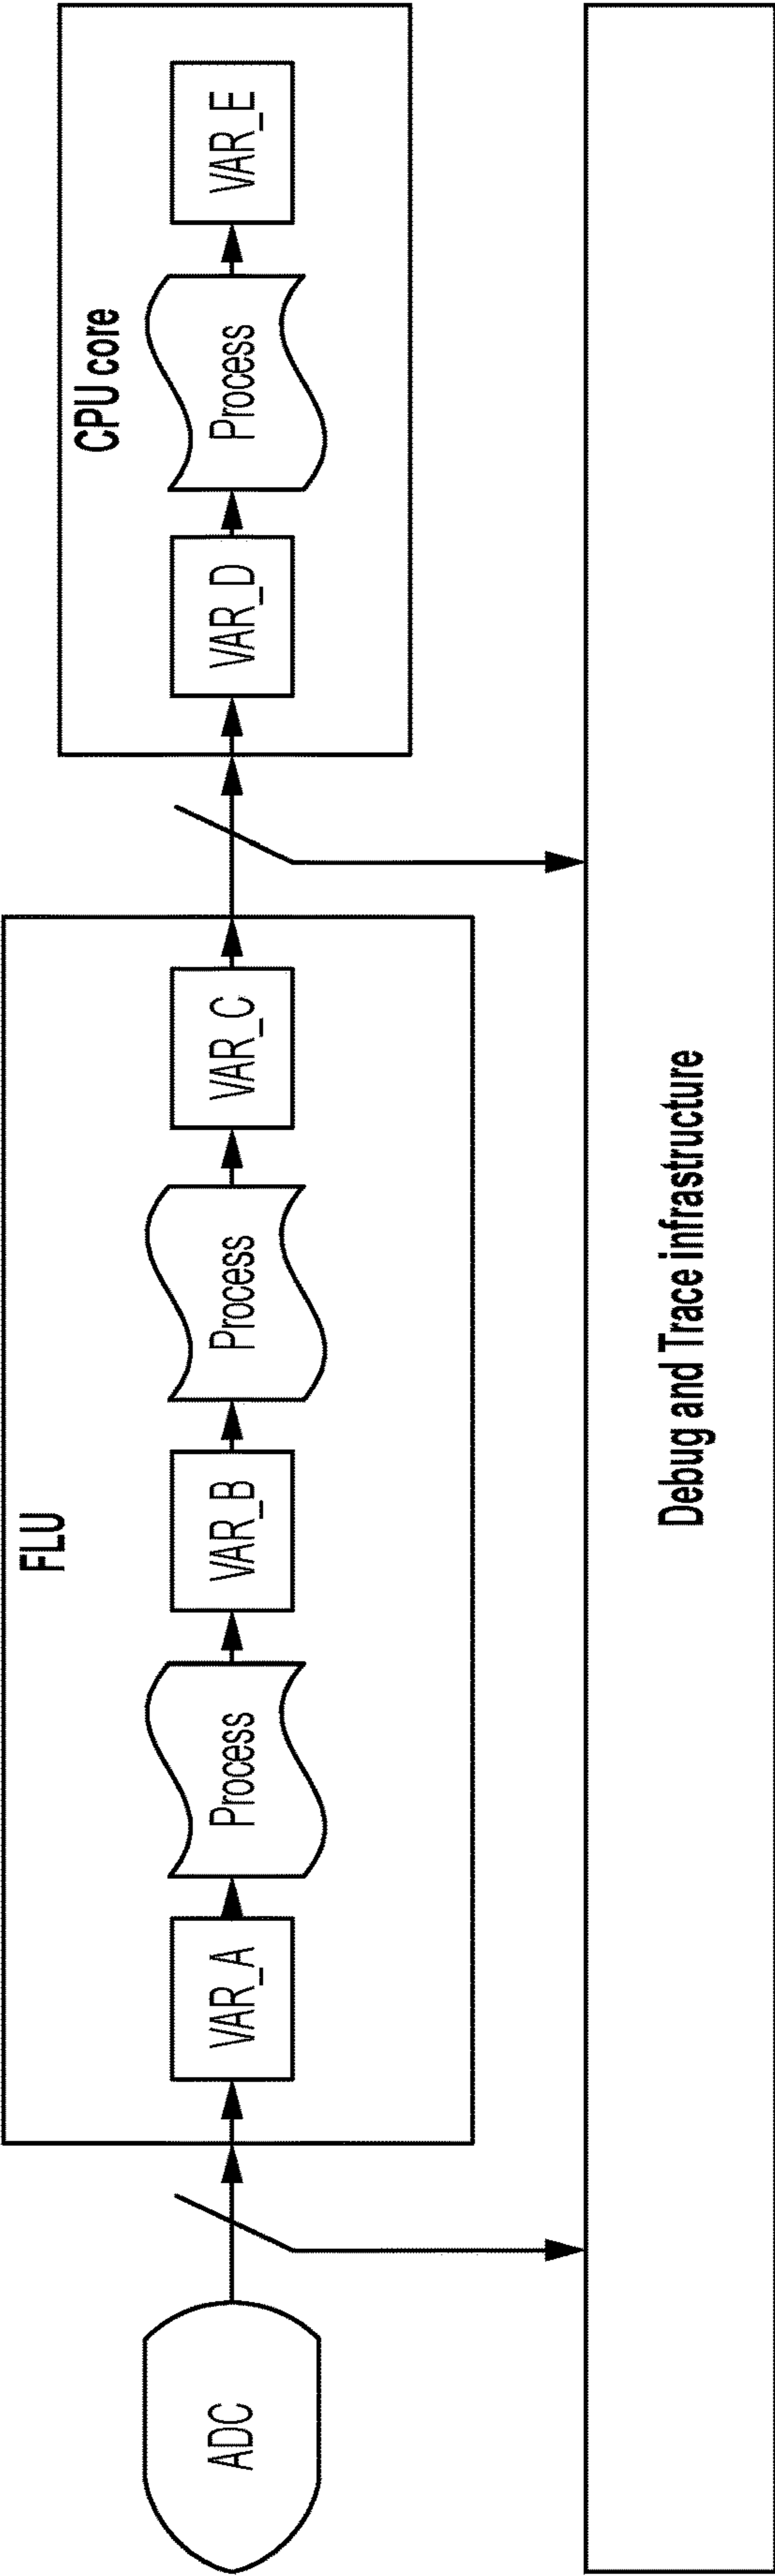 FLU
CPU core
ADC
VAR_A
Process
VAR_B
Process
VAR_C
VAR_D
Process
VAR_E
Debug and Trace infrastructure